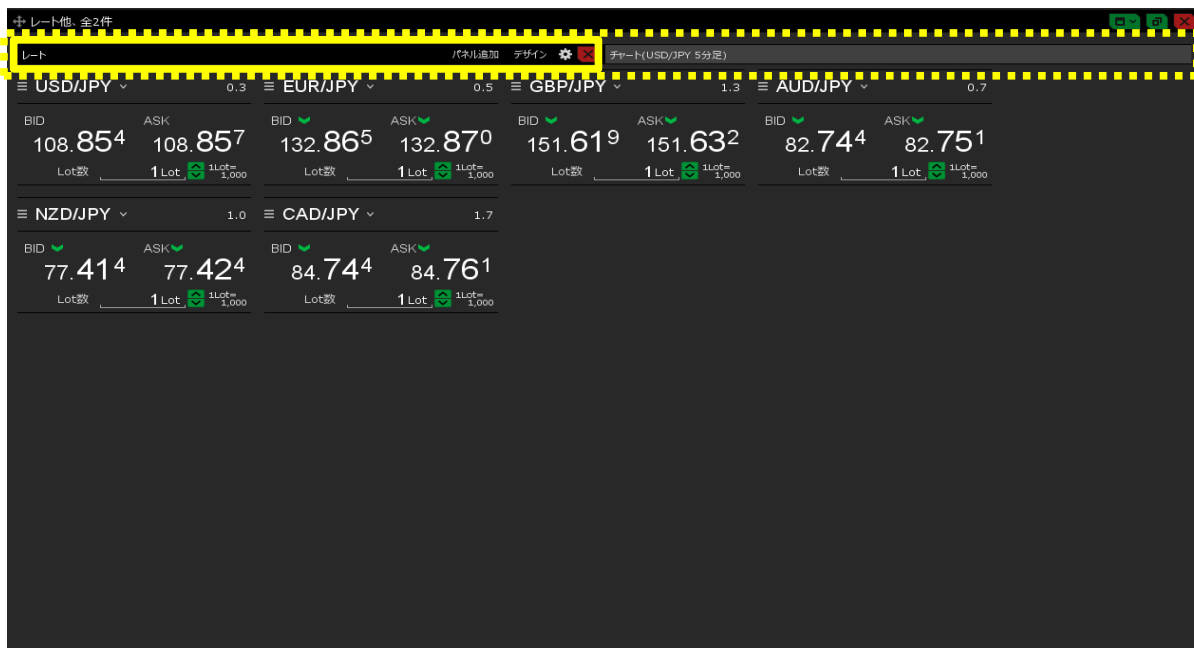 レート他、全2件
レート パネル追加 デザイン チャート(USD/JPY 5分足)
USD/JPY 0.3 EUR/JPY 0.5 GBP/JPY 1.3 AUD/JPY 0.7
BID ASK BID ASK BID ASK BID ASK
108.854 108.857 132.865 132.870 151.619 151.632 82.744 82.751
Lot数 1 Lot 1Lot=1,000 Lot数 1 Lot 1Lot=1,000 Lot数 1 Lot 1Lot=1,000 Lot数 1 Lot 1Lot=1,000
NZD/JPY 1.0 CAD/JPY 1.7
BID ASK BID ASK
77.414 77.424 84.744 84.761
Lot数 1 Lot 1Lot=1,000 Lot数 1 Lot 1Lot=1,000